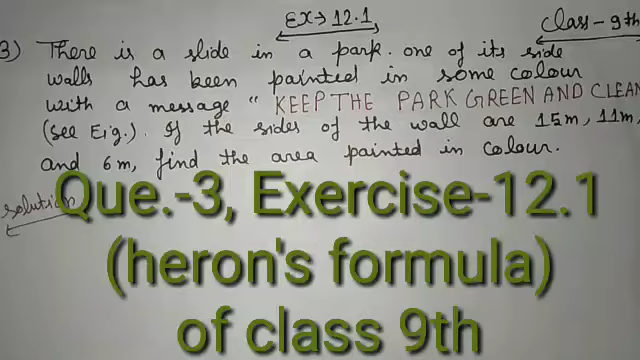 EX → 12.1
Class - 9th
3) There is a slide in a park. one of its side
walls has been painted in some colour
with a message " KEEP THE PARK GREEN AND CLEAN
(see Eig.). If the sides of the wall are 15m, 11m,
and 6m, find the area painted in colour.
solution
Que.-3, Exercise-12.1
(heron's formula)
of class 9th